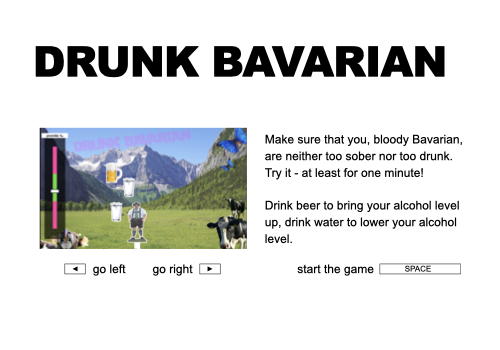 DRUNK BAVARIAN
DRUNK BAVARIAN
Make sure that you, bloody Bavarian,
are neither too sober nor too drunk.
Try it - at least for one minute!
Drink beer to bring your alcohol level
up, drink water to lower your alcohol
level.
◄ go left go right ► start the game SPACE